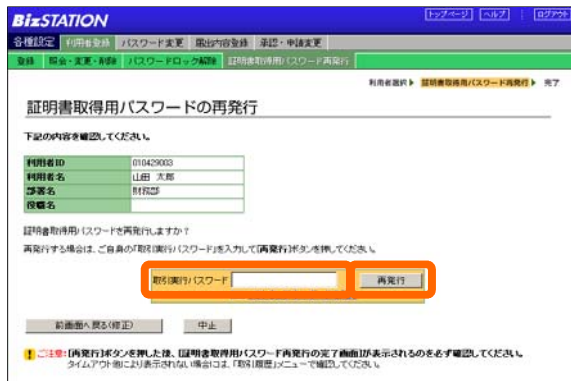 BizSTATION
トップページ ヘルプ ログアウト
各種設定 利用者登録 パスワード変更 届出内容登録 承認・申請変更
登録 照会・変更・削除 パスワードロック解除 証明書取得用パスワード再発行
利用者選択 証明書取得用パスワード再発行 完了
証明書取得用パスワードの再発行
下記の内容を確認してください。
利用者ID 010429003
利用者名 山田 太郎
部署名 財務部
役職名
証明書取得用パスワードを再発行しますか?
再発行する場合は、ご自身の「取引実行パスワード」を入力して「再発行」ボタンを押してください。
取引実行パスワード 再発行
前画面へ戻る(修正) 中止
ご注意:「再発行」ボタンを押した後、「証明書取得用パスワード再発行の完了画面」が表示されるのを必ず確認してください。
タイムアウト他により表示されない場合には、「取引履歴」メニューで確認してください。